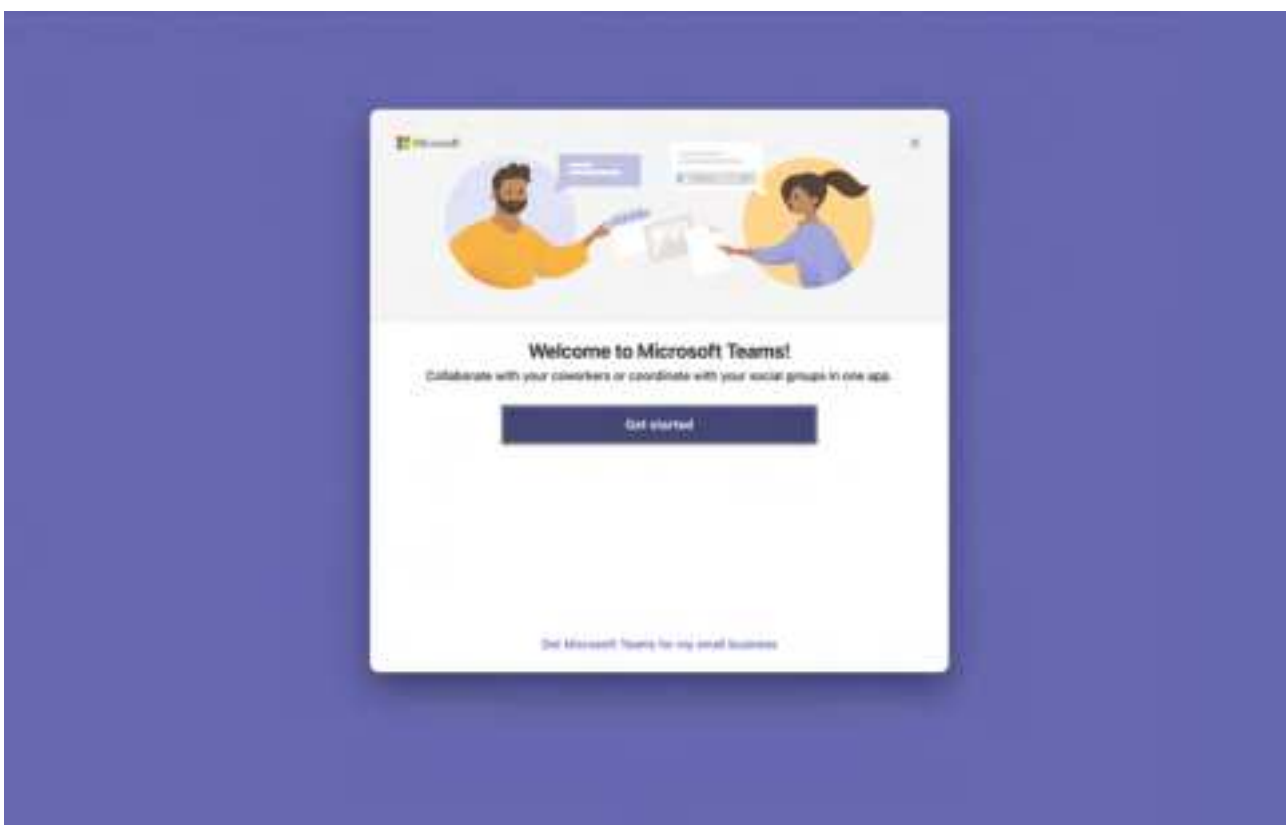 Microsoft
Welcome to Microsoft Teams!
Collaborate with your coworkers or coordinate with your social groups in one app.
Get started
Get Microsoft Teams for my small business